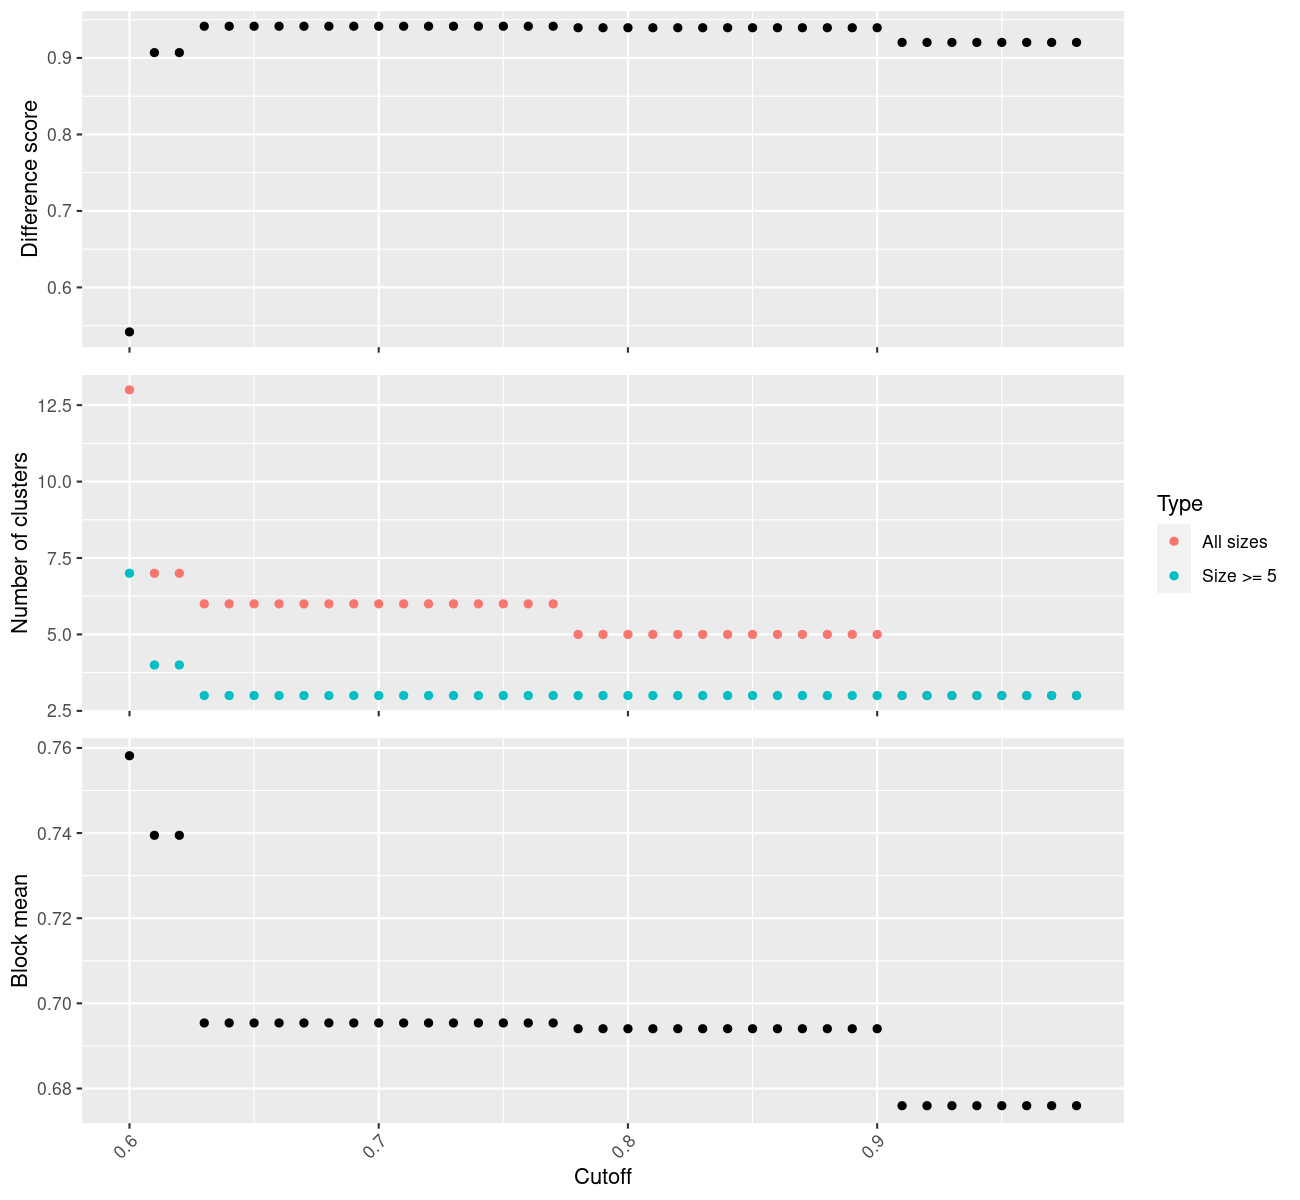 Difference score
0.9
0.8
0.7
0.6
Number of clusters
12.5
10.0
7.5
5.0
2.5
Type
All sizes
Size >= 5
Block mean
0.76
0.74
0.72
0.70
0.68
0.6 0.7 0.8 0.9
Cutoff